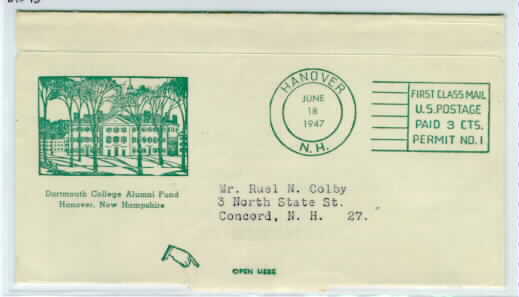 HANOVER
JUNE
18
1947
N.H.
FIRST CLASS MAIL
U.S. POSTAGE
PAID 3 CTS.
PERMIT NO. 1
Dartmouth College Alumni Fund
Hanover, New Hampshire
Mr. Ruel N. Colby
3 North State St.
Concord, N. H. 27.
OPEN HERE